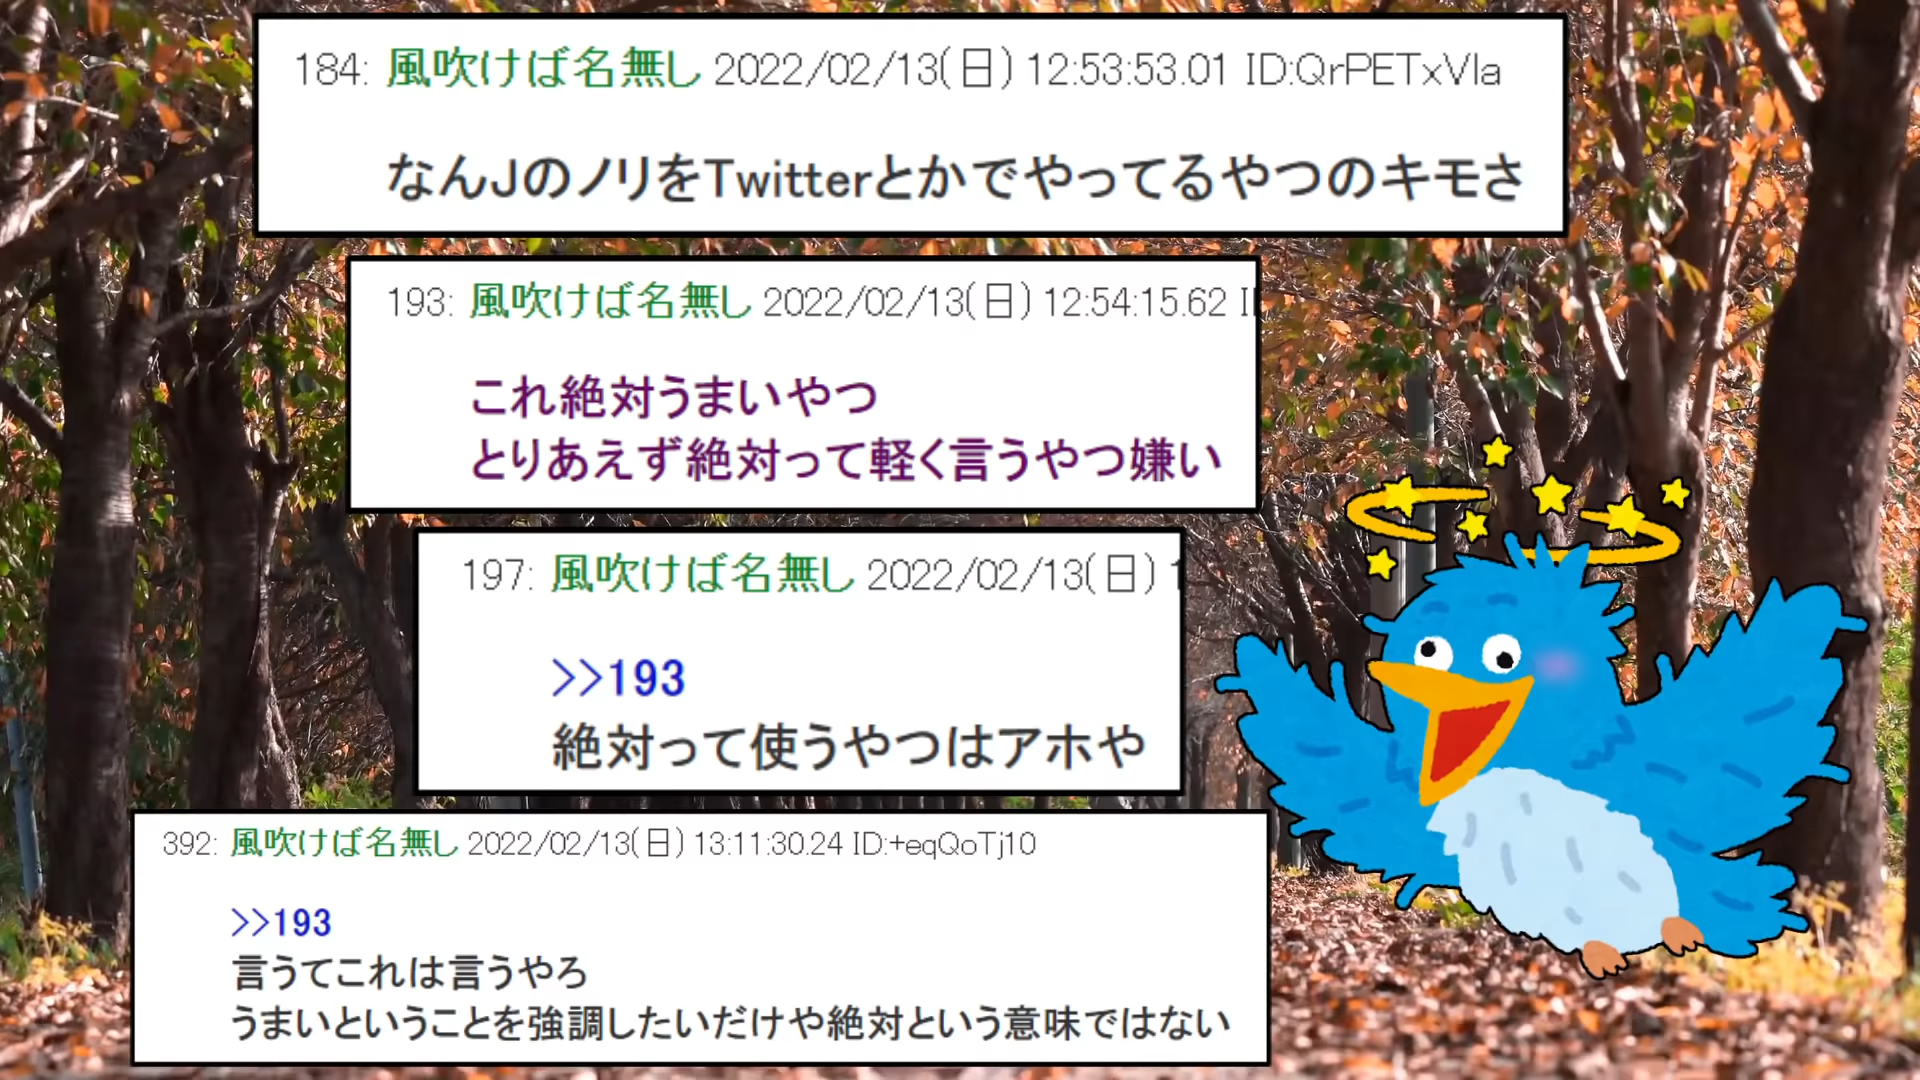 184: 風吹けば名無し 2022/02/13(日) 12:53:53.01 ID:QrPETxVIa
なんJのノリをTwitterとかでやってるやつのキモさ
193: 風吹けば名無し 2022/02/13(日) 12:54:15.62
これ絶対うまいやつ
とりあえず絶対って軽く言うやつ嫌い
197: 風吹けば名無し 2022/02/13(日)
>>193
絶対って使うやつはアホや
392: 風吹けば名無し 2022/02/13(日) 13:11:30.24 ID:+eqQoTj10
>>193
言うてこれは言うやろ
うまいということを強調したいだけや絶対という意味ではない